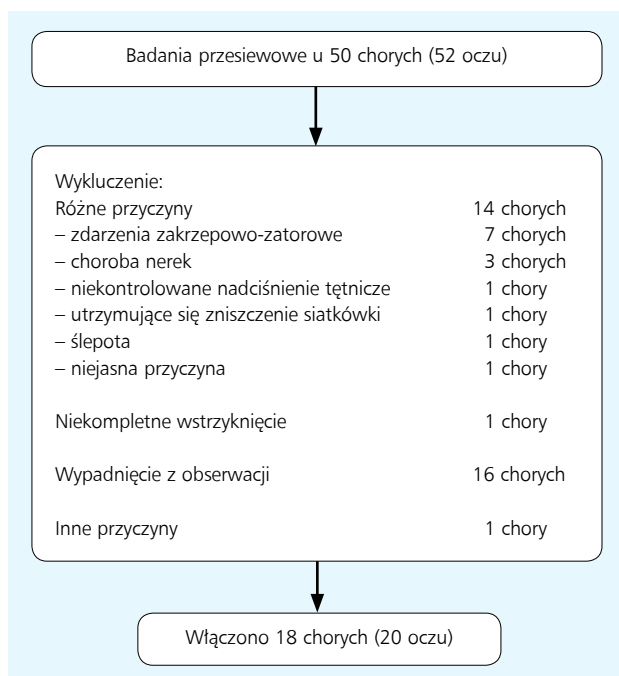 Badania przesiewowe u 50 chorych (52 oczu)
Wykluczenie:
Różne przyczyny 14 chorych
– zdarzenia zakrzepowo-zatorowe 7 chorych
– choroba nerek 3 chorych
– niekontrolowane nadciśnienie tętnicze 1 chory
– utrzymujące się zniszczenie siatkówki 1 chory
– ślepota 1 chory
– niejasna przyczyna 1 chory
Niekompletne wstrzyknięcie 1 chory
Wypadnięcie z obserwacji 16 chorych
Inne przyczyny 1 chory
Włączono 18 chorych (20 oczu)